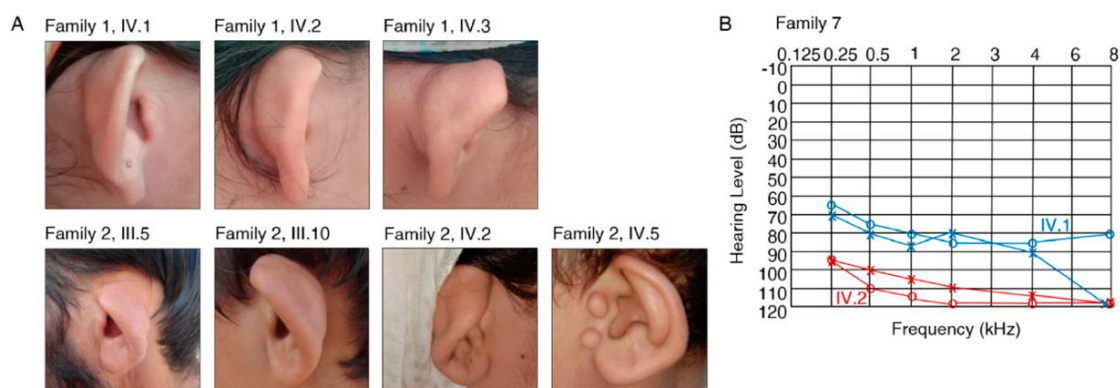 A
Family 1, IV.1
Family 1, IV.2
Family 1, IV.3
Family 2, III.5
Family 2, III.10
Family 2, IV.2
Family 2, IV.5
B
Family 7
0.125 0.25 0.5 1 2 3 4 6 8
-10
0
10
20
30
40
50
60
70
80
90
100
110
120
Hearing Level (dB)
IV.1
IV.2
Frequency (kHz)